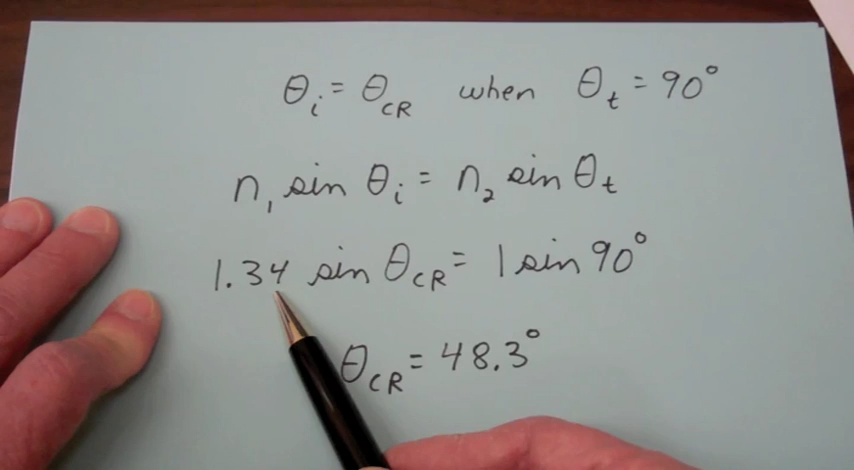 θi = θCR when θt = 90°
n₁ sin θi = n₂ sin θt
1.34 sin θCR = 1 sin 90°
θCR = 48.3°